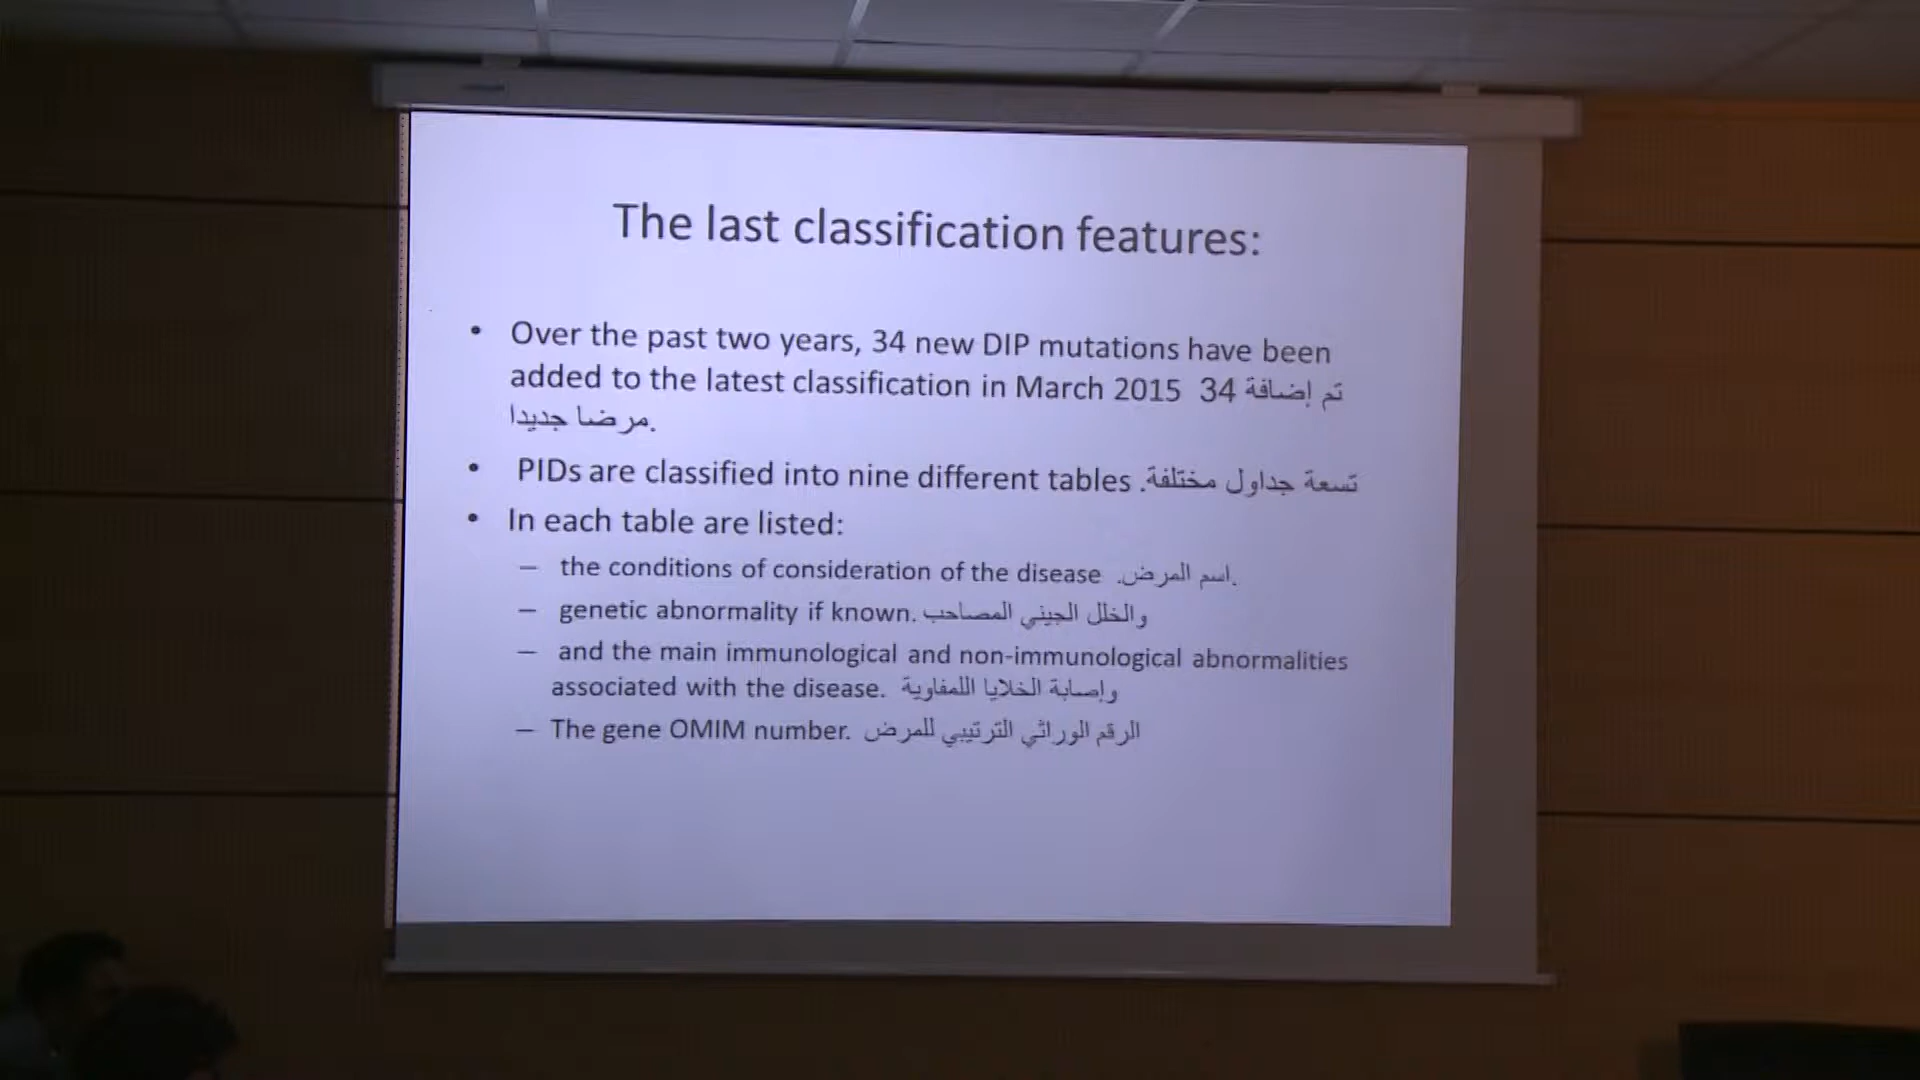 The last classification features:
• Over the past two years, 34 new DIP mutations have been
added to the latest classification in March 2015 تم إضافة 34
مرضا جديدا.
• PIDs are classified into nine different tables .تسعة جداول مختلفة
• In each table are listed:
– the conditions of consideration of the disease .اسم المرض.
– genetic abnormality if known. والخلل الجيني المصاحب
– and the main immunological and non-immunological abnormalities
associated with the disease. وإصابة الخلايا اللمفاوية
– The gene OMIM number. الرقم الوراثي الترتيبي للمرض